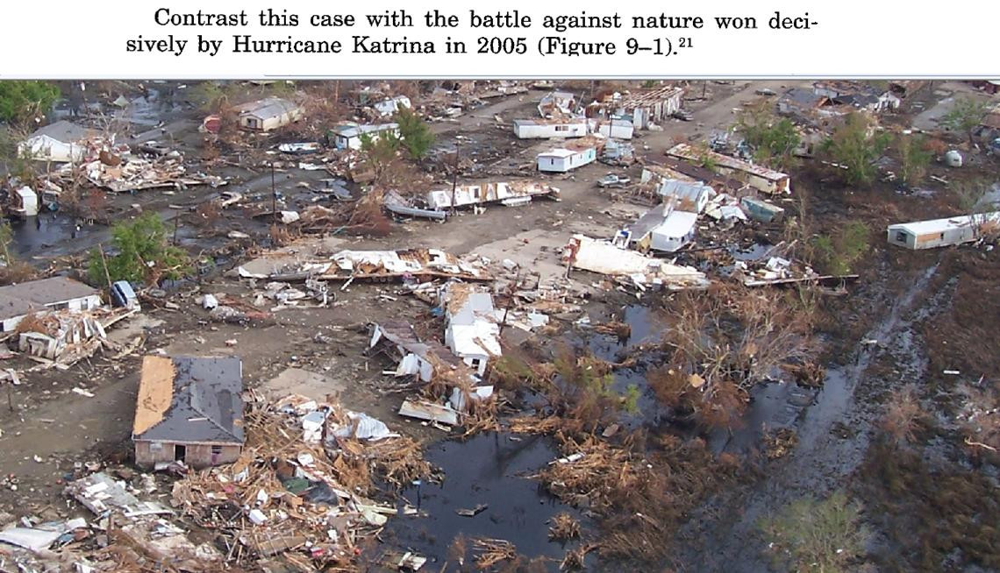 Contrast this case with the battle against nature won deci-
sively by Hurricane Katrina in 2005 (Figure 9–1).21